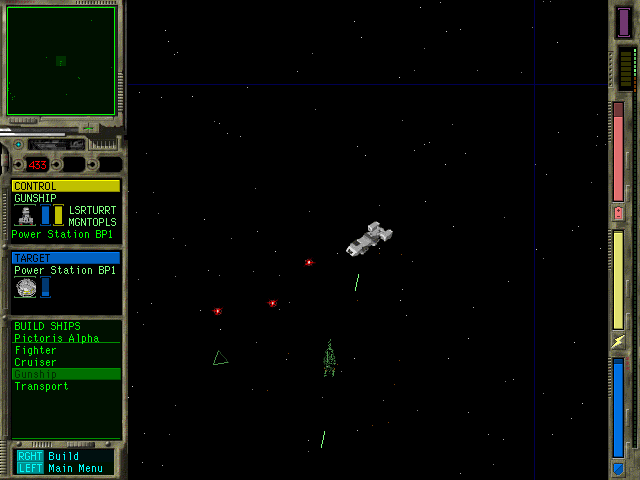 433
CONTROL
GUNSHIP
LSRTURRT
MGNTOPLS
Power Station BP1
TARGET
Power Station BP1
BUILD SHIPS
Pictoris Alpha
Fighter
Cruiser
Gunship
Transport
RGHT Build
LEFT Main Menu